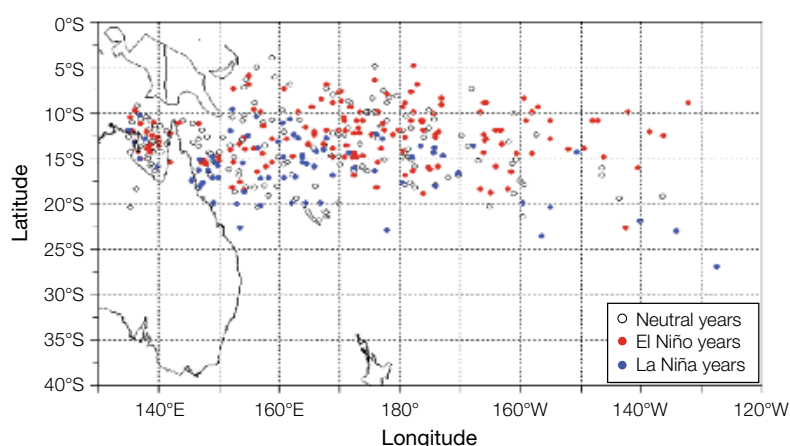 0°S
5°S
10°S
15°S
20°S
25°S
30°S
35°S
40°S
Latitude
140°E 160°E 180° 160°W 140°W 120°W
Longitude
Neutral years
El Niño years
La Niña years